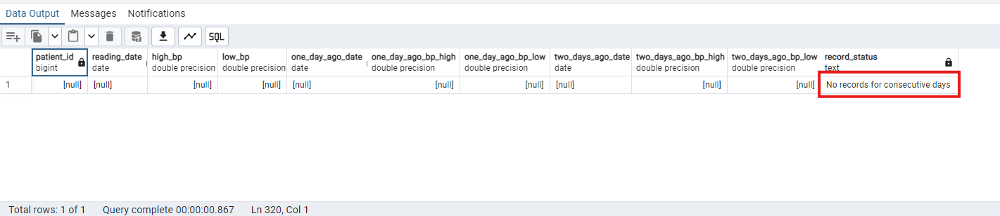 Data Output Messages Notifications
SQL
patient_id reading_date high_bp low_bp one_day_ago_date one_day_ago_bp_high one_day_ago_bp_low two_days_ago_date two_days_ago_bp_high two_days_ago_bp_low record_status
bigint date double precision double precision date double precision double precision date double precision double precision text
1 [null] [null] [null] [null] [null] [null] [null] [null] [null] [null] No records for consecutive days
Total rows: 1 of 1 Query complete 00:00:00.867 Ln 320, Col 1